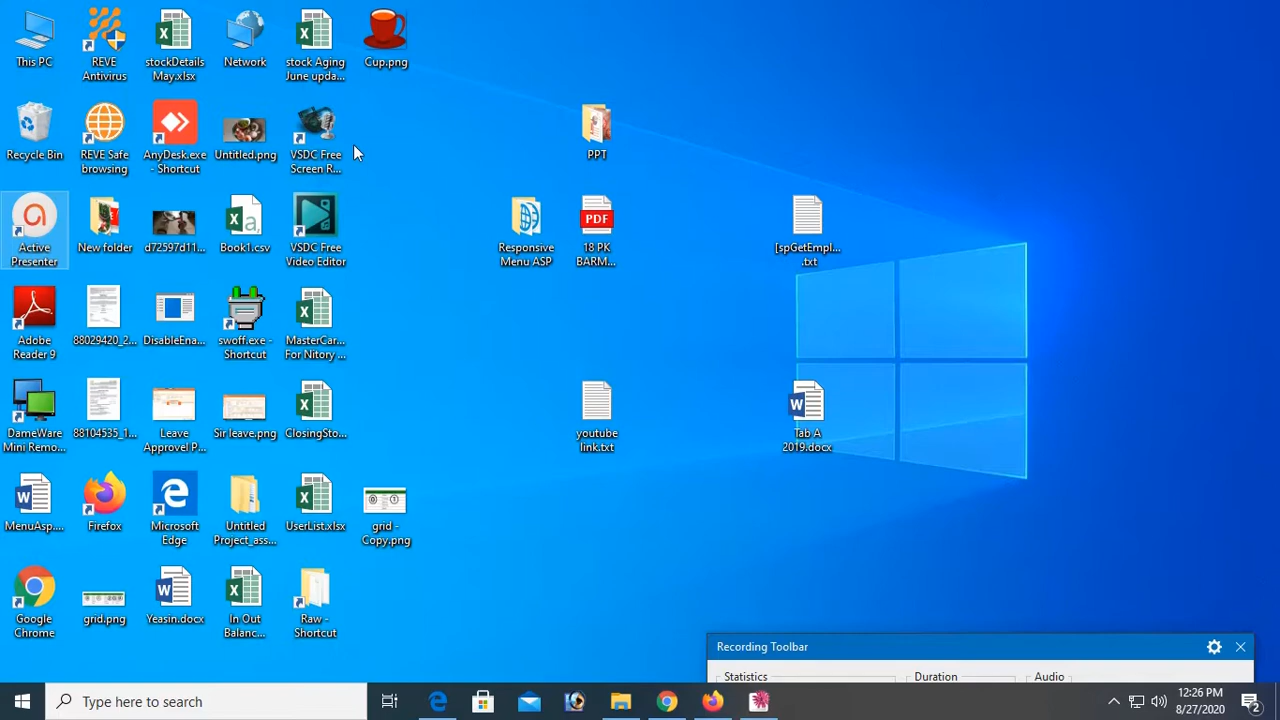 This PC
REVE
Antivirus
stockDetails
May.xlsx
Network
stock Aging
June upda...
Cup.png
Recycle Bin
REVE Safe
browsing
AnyDesk.exe
- Shortcut
Untitled.png
VSDC Free
Screen R...
PPT
Active
Presenter
New folder
d72597d11...
Book1.csv
VSDC Free
Video Editor
Responsive
Menu ASP
PDF
18 PK
BARM...
[spGetEmpl...
.txt
Adobe
Reader 9
88029420_2...
DisableEna...
swoff.exe -
Shortcut
MasterCar...
For Nitory ...
DameWare
Mini Remo...
88104535_1...
Leave
Approvel P...
Sir leave.png
ClosingSto...
youtube
link.txt
Tab A
2019.docx
MenuAsp....
Firefox
Microsoft
Edge
Untitled
Project_ass...
UserList.xlsx
grid -
Copy.png
Google
Chrome
grid.png
Yeasin.docx
In Out
Balanc...
Raw -
Shortcut
Recording Toolbar
Statistics
Duration
Audio
Type here to search
12:26 PM
8/27/2020
2